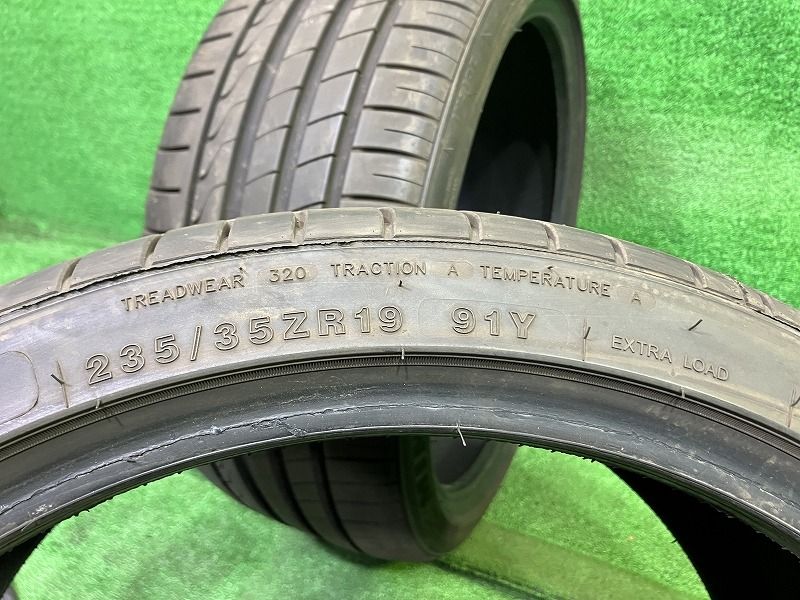 TREADWEAR 320 TRACTION A TEMPERATURE A
235/35ZR19 91Y EXTRA LOAD